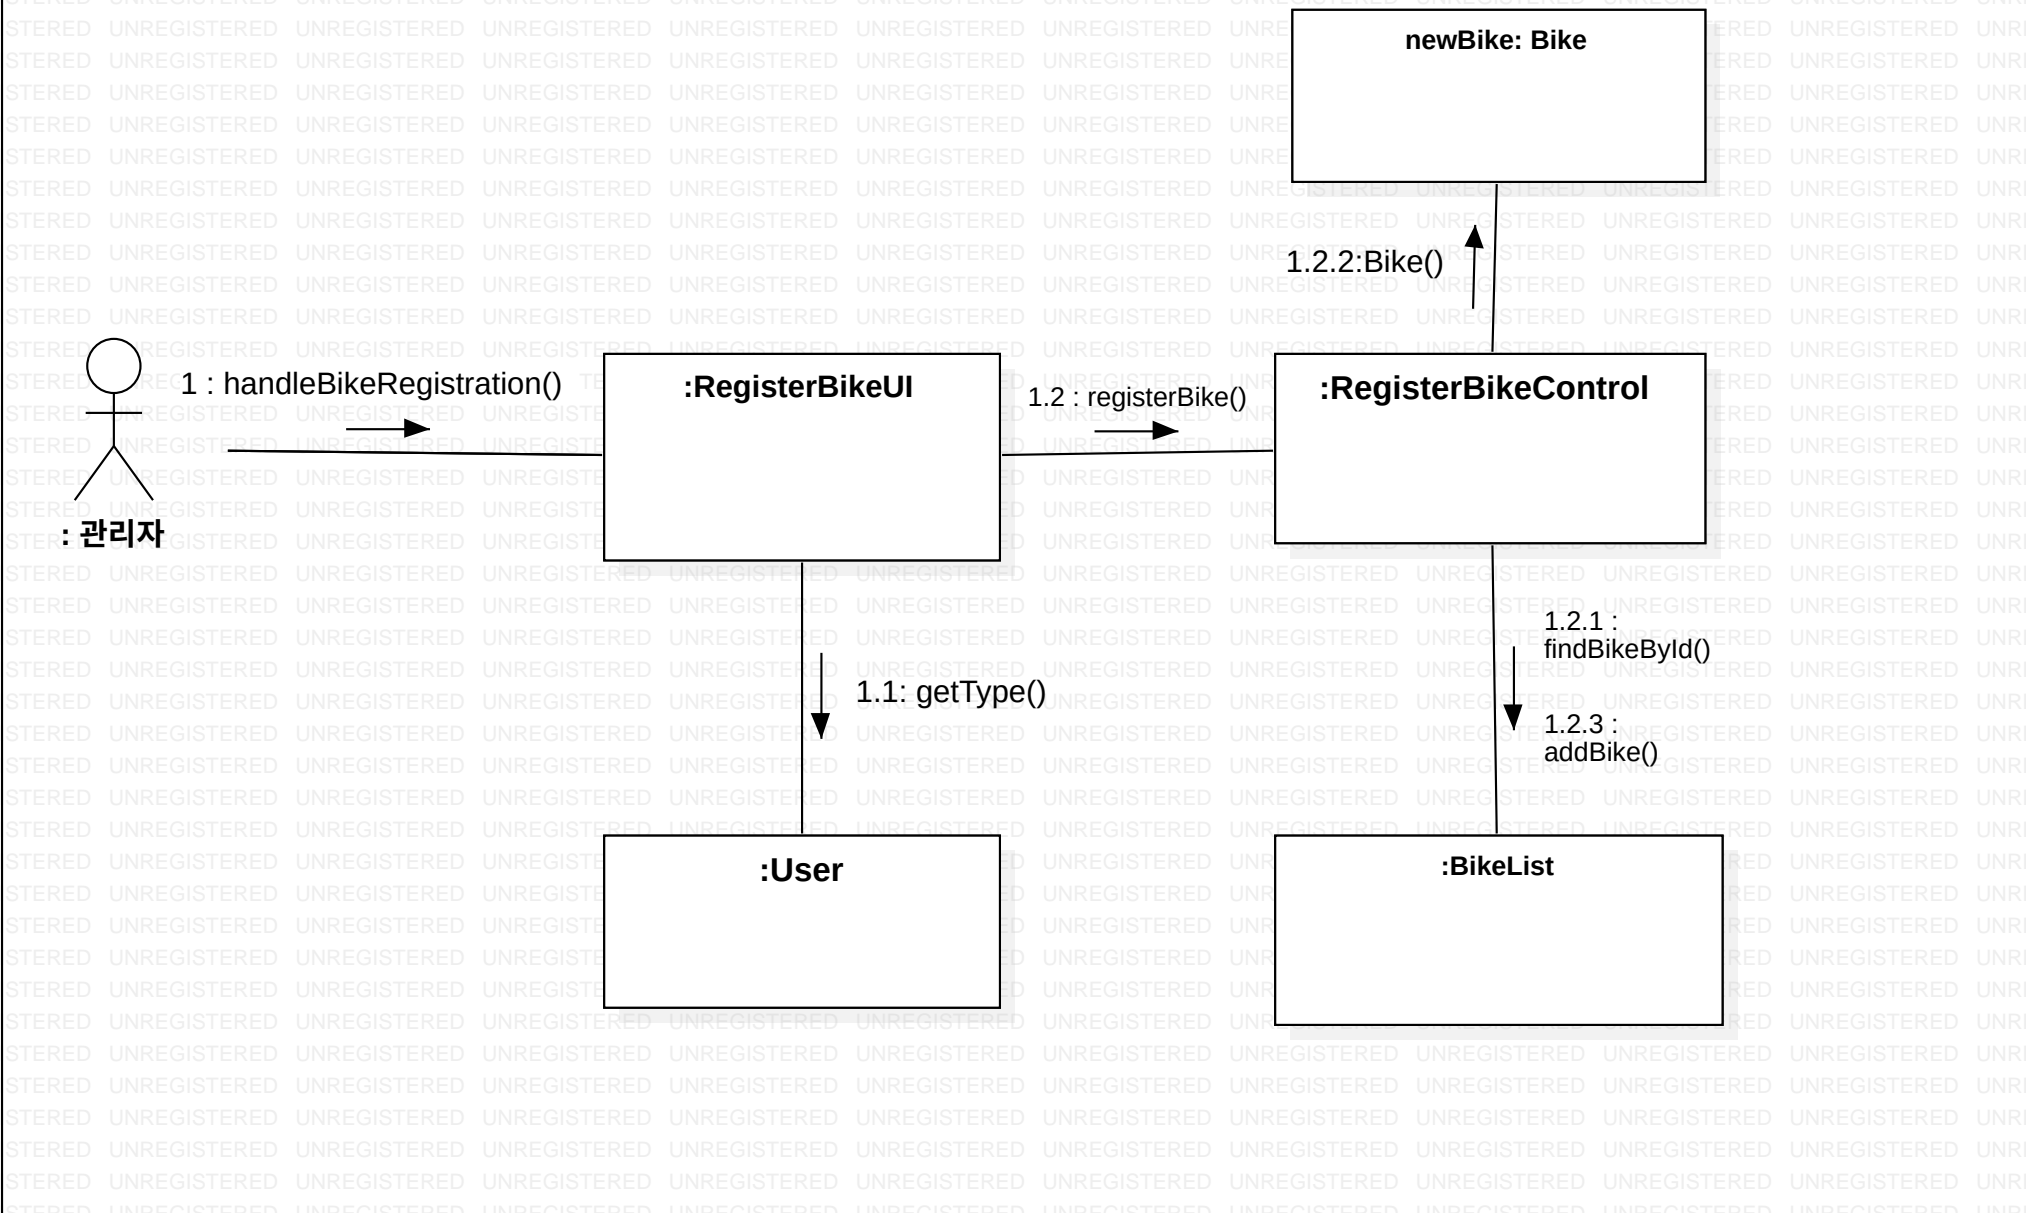 newBike: Bike
1.2.2:Bike()
1 : handleBikeRegistration()
:RegisterBikeUI
1.2 : registerBike()
:RegisterBikeControl
: 관리자
1.2.1 :
findBikeById()
1.1: getType()
1.2.3 :
addBike()
:User
:BikeList
UNREGISTERED